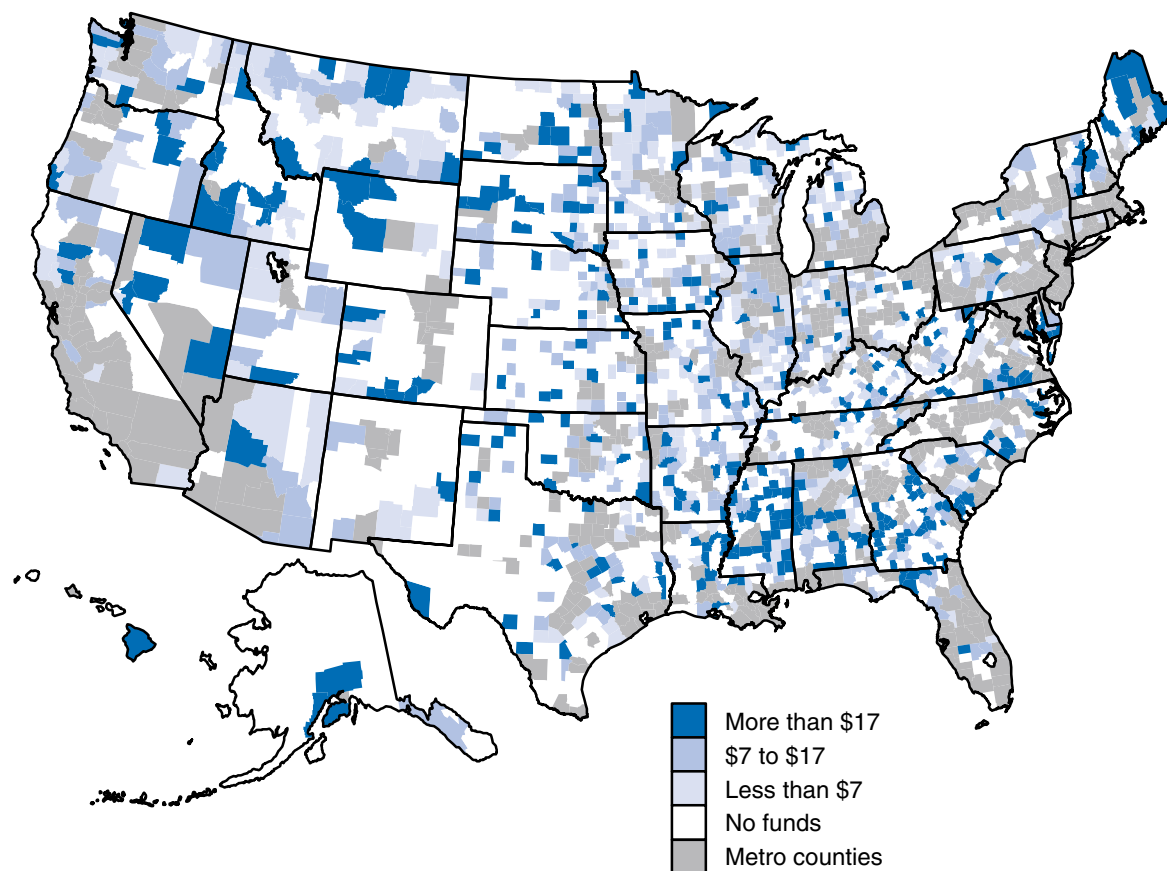 More than $17
$7 to $17
Less than $7
No funds
Metro counties